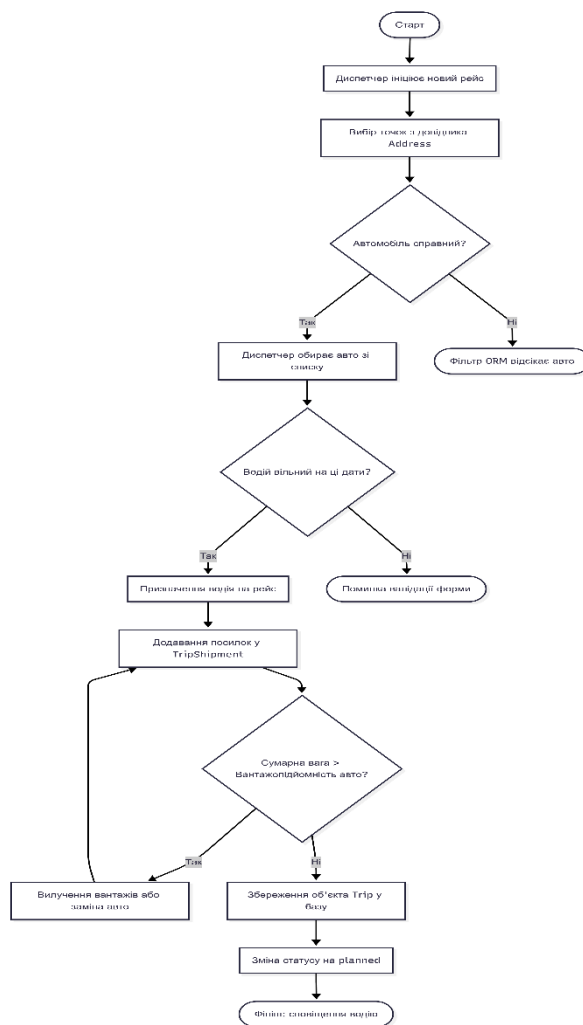 Старт
Диспетчер ініціює новий рейс
Вибір точок з довідника
Address
Автомобіль справний?
Так
Ні
Диспетчер обирає авто зі
списку
Фільтр ORM відсікає авто
Водій вільний на ці дати?
Так
Ні
Призначення водія на рейс
Помилка валідації форми
Додавання посилок у
TripShipment
Сумарна вага >
Вантажопідйомність авто?
Так
Ні
Вилучення вантажів або
заміна авто
Збереження об'єкта Trip у
базу
Зміна статусу на planned
Фініш: сповіщення водію